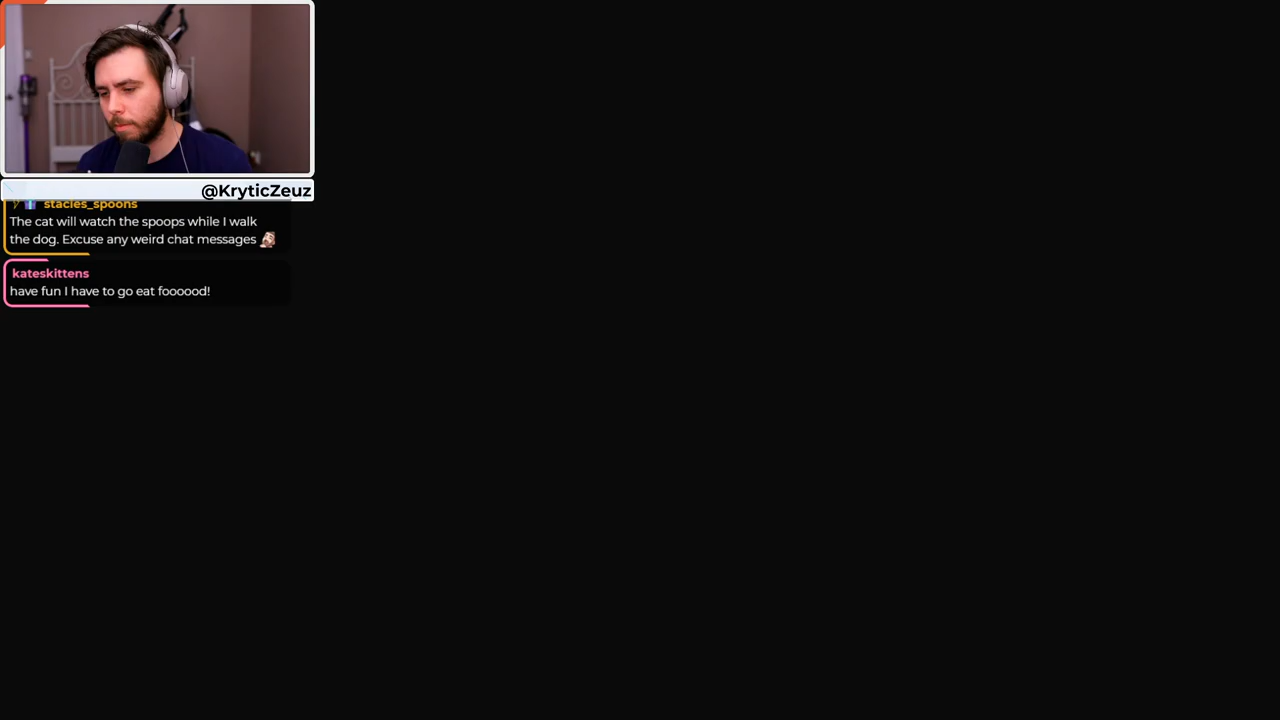 @KryticZeuz
stacles_spoons
The cat will watch the spoops while I walk
the dog. Excuse any weird chat messages
kateskittens
have fun I have to go eat foooood!